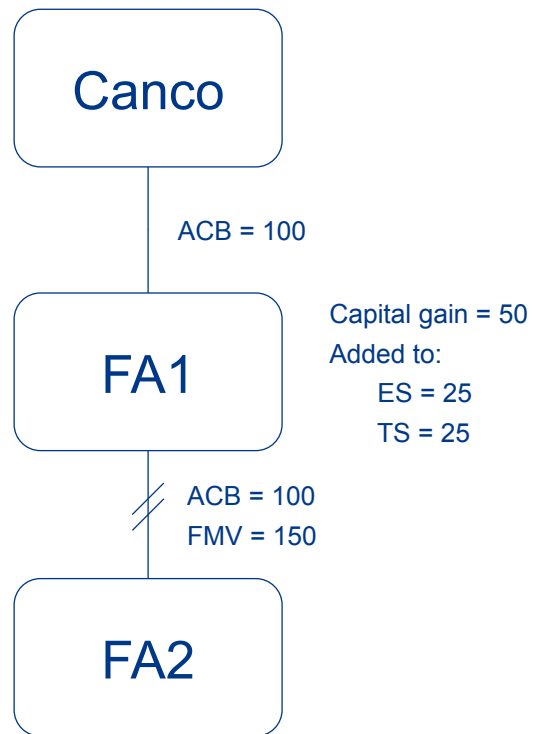 Canco
ACB = 100
FA1
Capital gain = 50
Added to:
ES = 25
TS = 25
ACB = 100
FMV = 150
FA2